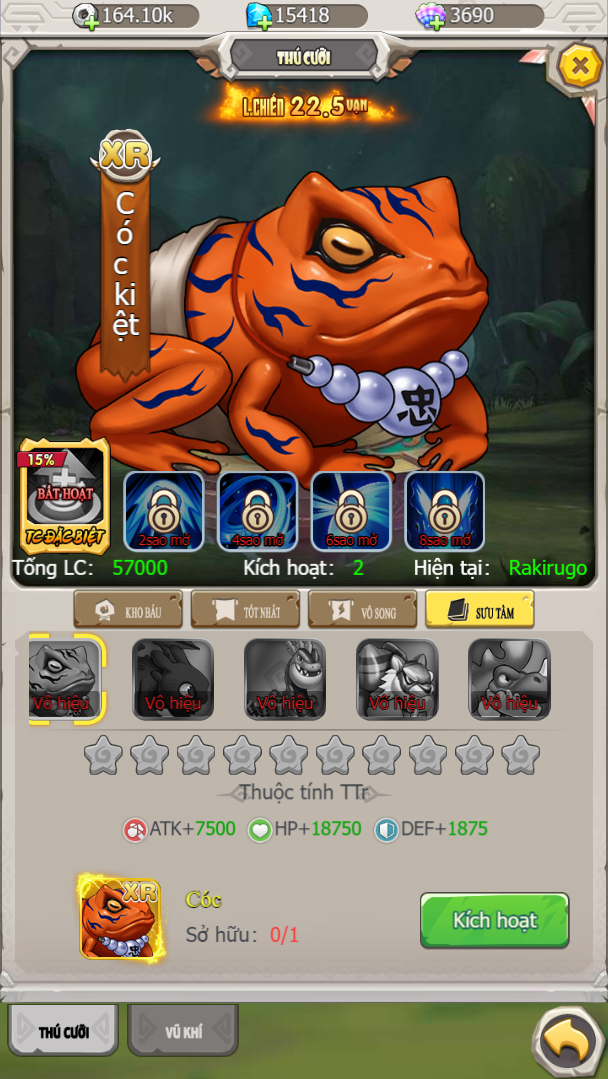 164.10k 15418 3690
THÚ CƯỠI
L.CHIẾN 22.5 VẠN
XR
Cóc kiệt
忠
15%
BẤT HOẠT
TC ĐẶC BIỆT
2sao mở 4sao mở 6sao mở 8sao mở
Tổng LC: 57000 Kích hoạt: 2 Hiện tại: Rakirugo
KHO BÁU TỐT NHẤT VÔ SONG SƯU TẦM
Vô hiệu Vô hiệu Vô hiệu Vô hiệu Vô hiệu
Thuộc tính TTr
ATK+7500 HP+18750 DEF+1875
XR
忠
Cóc
Sở hữu: 0/1
Kích hoạt
THÚ CƯỠI VŨ KHÍ